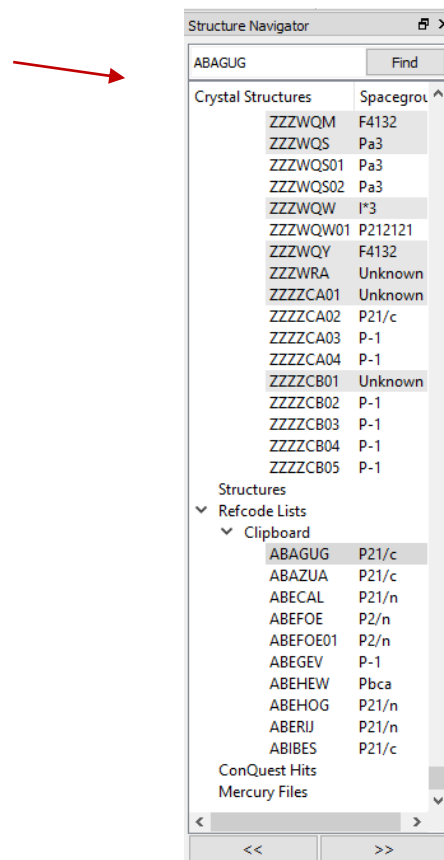 Structure Navigator
ABAGUG Find
Crystal Structures Spacegrou
ZZZWQM F4132
ZZZWQS Pa3
ZZZWQS01 Pa3
ZZZWQS02 Pa3
ZZZWQW I*3
ZZZWQW01 P212121
ZZZWQY F4132
ZZZWRA Unknown
ZZZZCA01 Unknown
ZZZZCA02 P21/c
ZZZZCA03 P-1
ZZZZCA04 P-1
ZZZZCB01 Unknown
ZZZZCB02 P-1
ZZZZCB03 P-1
ZZZZCB04 P-1
ZZZZCB05 P-1
Structures
Refcode Lists
Clipboard
ABAGUG P21/c
ABAZUA P21/c
ABECAL P21/n
ABEFOE P2/n
ABEFOE01 P2/n
ABEGEV P-1
ABEHEW Pbca
ABEHOG P21/n
ABERIJ P21/n
ABIBES P21/c
ConQuest Hits
Mercury Files
<< >>